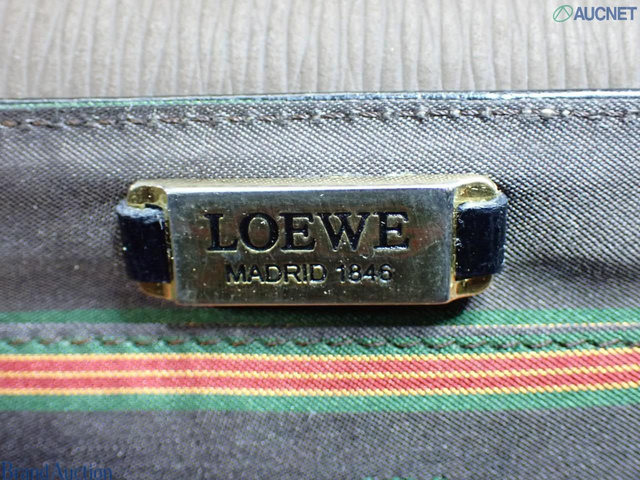 AUCNET
LOEWE
MADRID 1846
Brand Auction